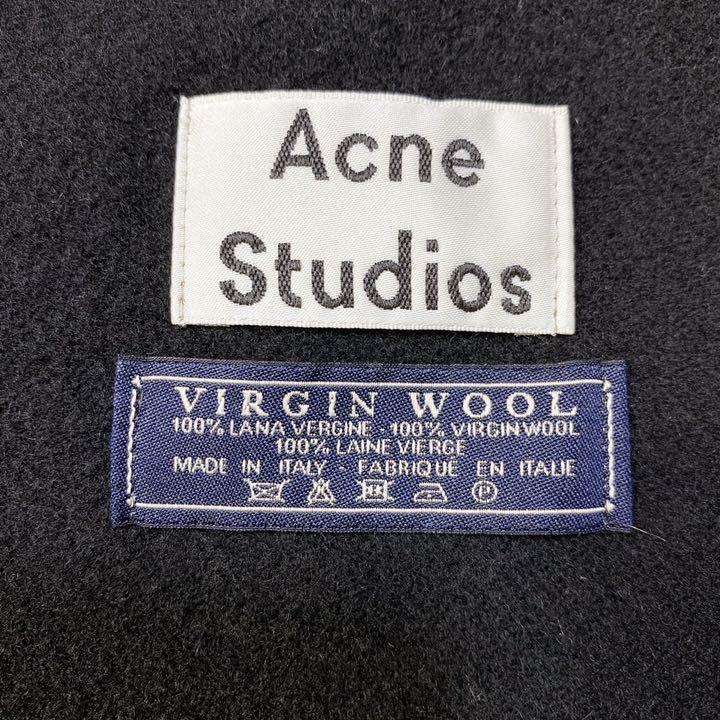 Acne
Studios
VIRGIN WOOL
100% LANA VERGINE - 100% VIRGIN WOOL
100% LAINE VIERGE
MADE IN ITALY - FABRIQUE EN ITALIE
P